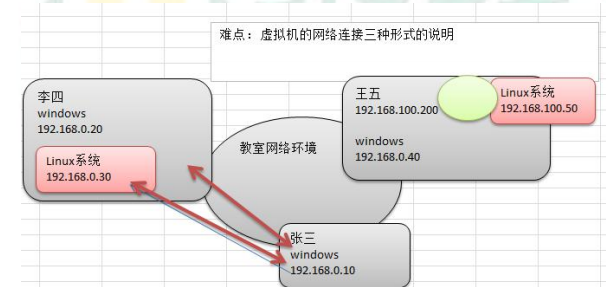 难点：虚拟机的网络连接三种形式的说明
李四
windows
192.168.0.20
Linux系统
192.168.0.30
教室网络环境
王五
192.168.100.200
windows
192.168.0.40
Linux系统
192.168.100.50
张三
windows
192.168.0.10